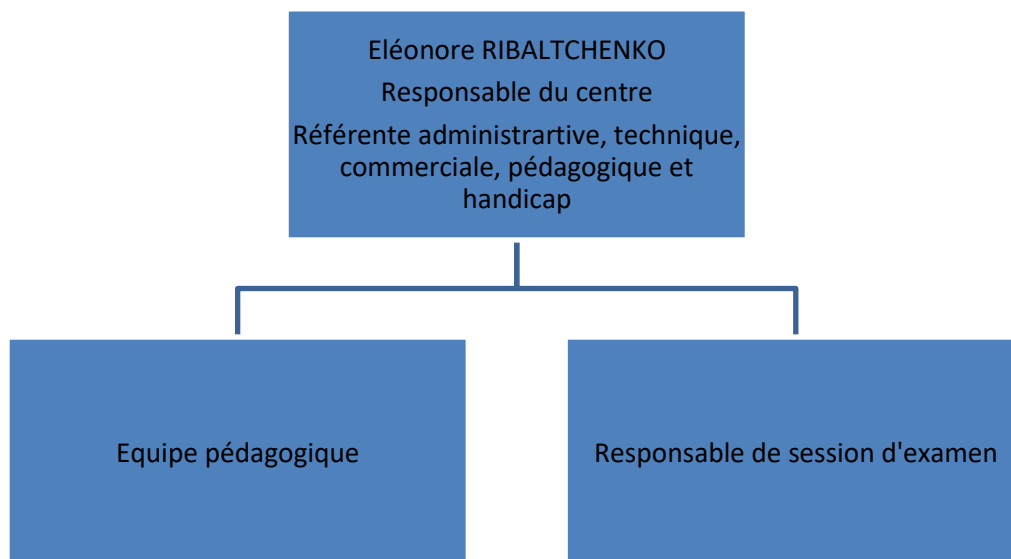 Eléonore RIBALTCHENKO
Responsable du centre
Référente administrartive, technique,
commerciale, pédagogique et
handicap
Equipe pédagogique
Responsable de session d'examen